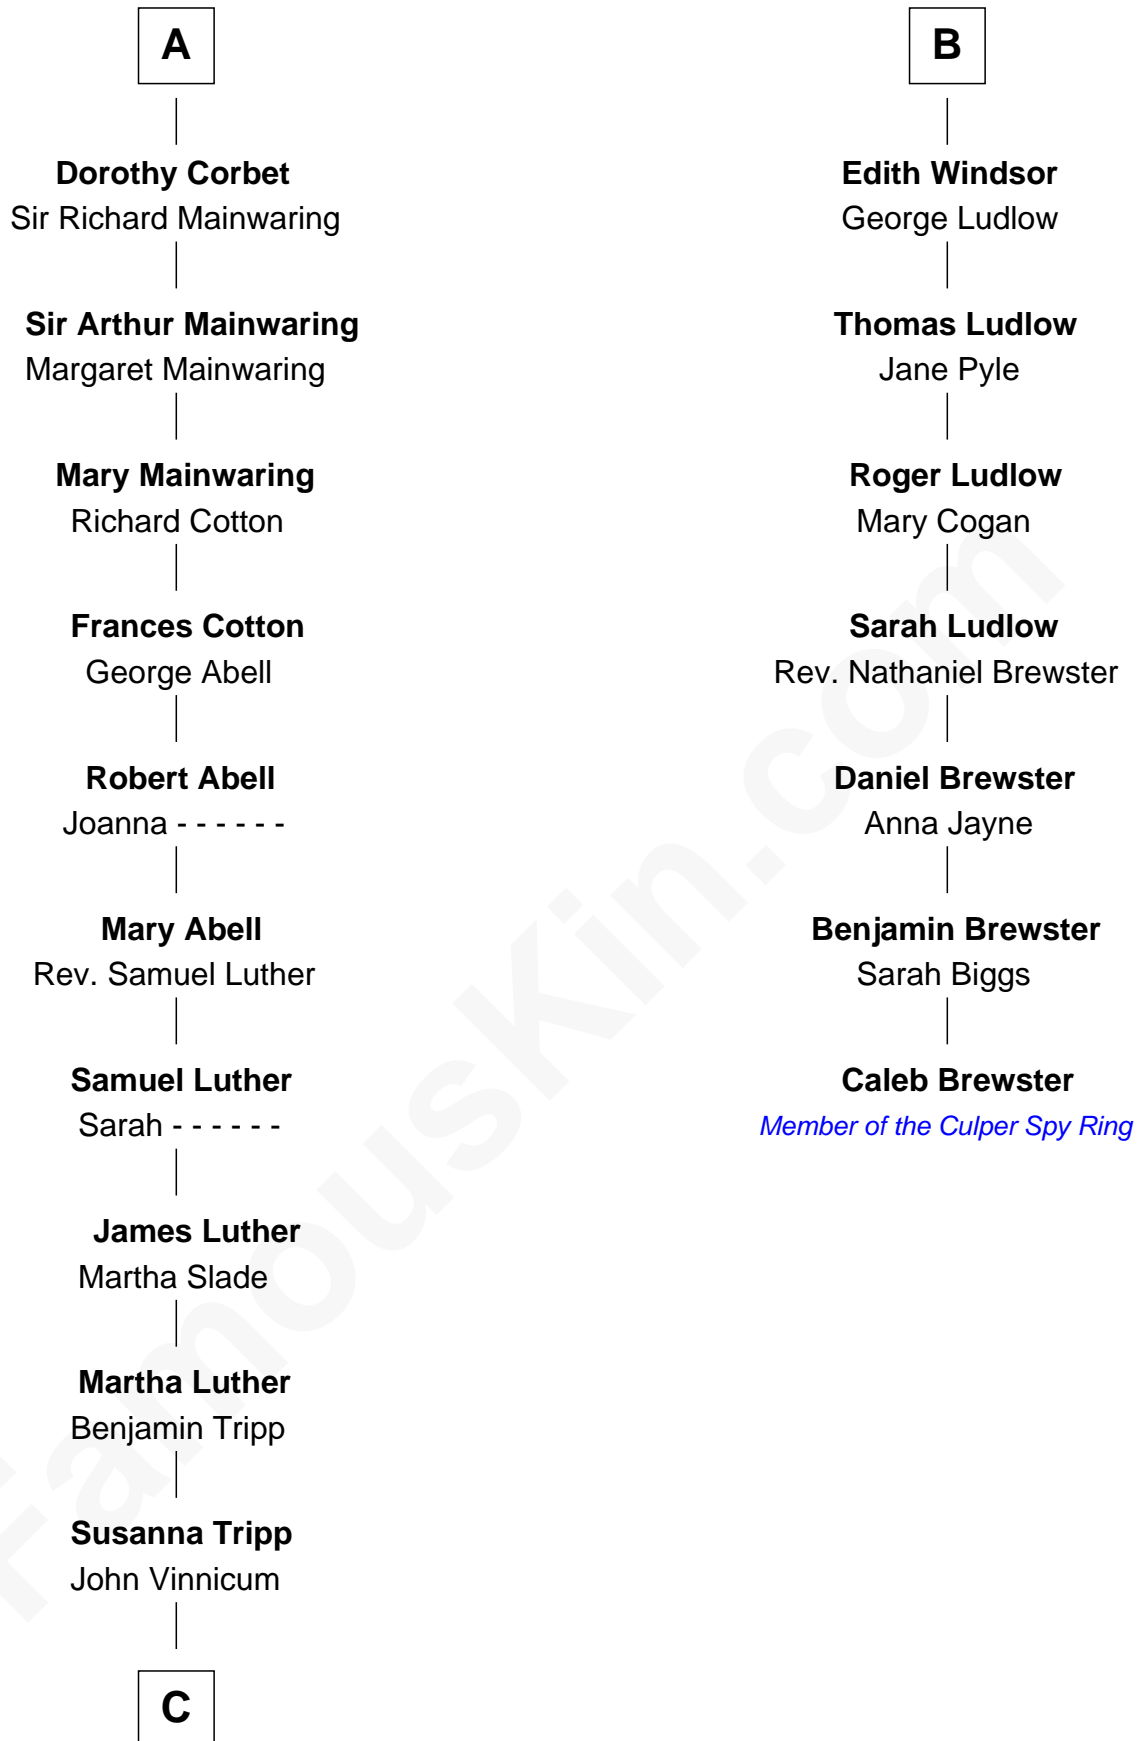 A
Dorothy Corbet
Sir Richard Mainwaring
Sir Arthur Mainwaring
Margaret Mainwaring
Mary Mainwaring
Richard Cotton
Frances Cotton
George Abell
Robert Abell
Joanna - - - - - -
Mary Abell
Rev. Samuel Luther
Samuel Luther
Sarah - - - - - -
James Luther
Martha Slade
Martha Luther
Benjamin Tripp
Susanna Tripp
John Vinnicum
C
B
Edith Windsor
George Ludlow
Thomas Ludlow
Jane Pyle
Roger Ludlow
Mary Cogan
Sarah Ludlow
Rev. Nathaniel Brewster
Daniel Brewster
Anna Jayne
Benjamin Brewster
Sarah Biggs
Caleb Brewster
Member of the Culper Spy Ring
FamousKin.com